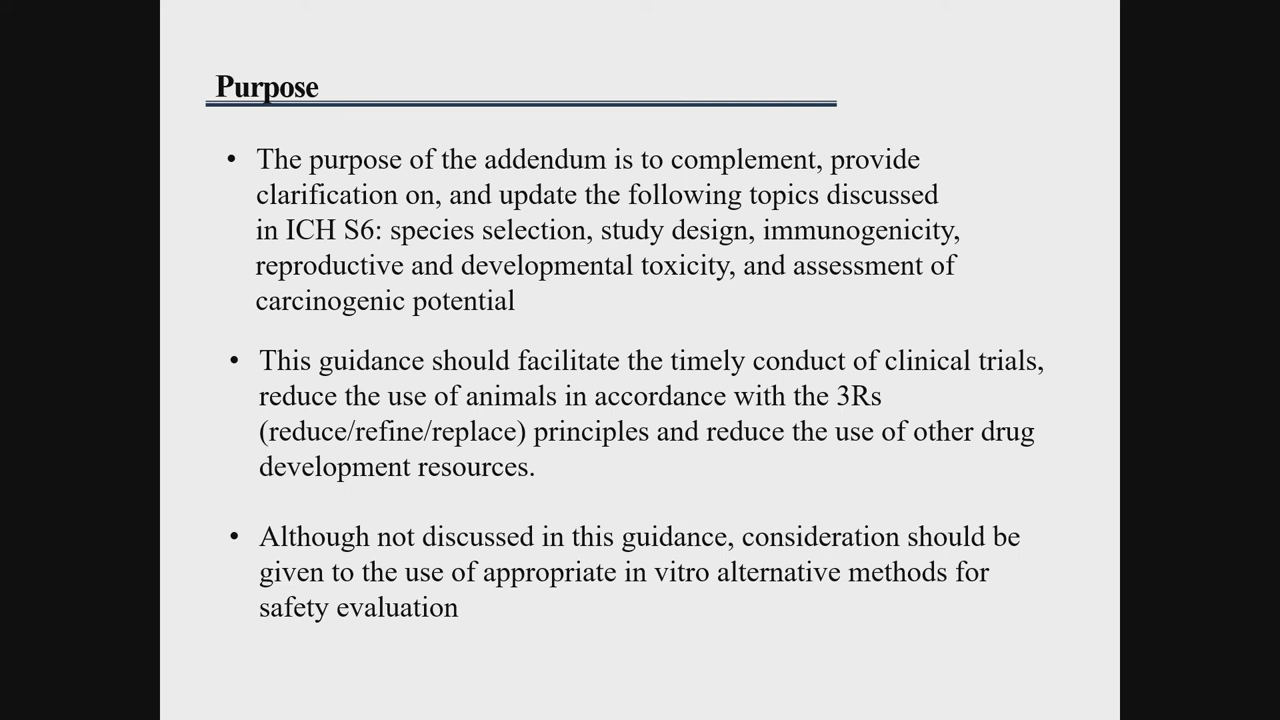 Purpose
• The purpose of the addendum is to complement, provide
clarification on, and update the following topics discussed
in ICH S6: species selection, study design, immunogenicity,
reproductive and developmental toxicity, and assessment of
carcinogenic potential
• This guidance should facilitate the timely conduct of clinical trials,
reduce the use of animals in accordance with the 3Rs
(reduce/refine/replace) principles and reduce the use of other drug
development resources.
• Although not discussed in this guidance, consideration should be
given to the use of appropriate in vitro alternative methods for
safety evaluation